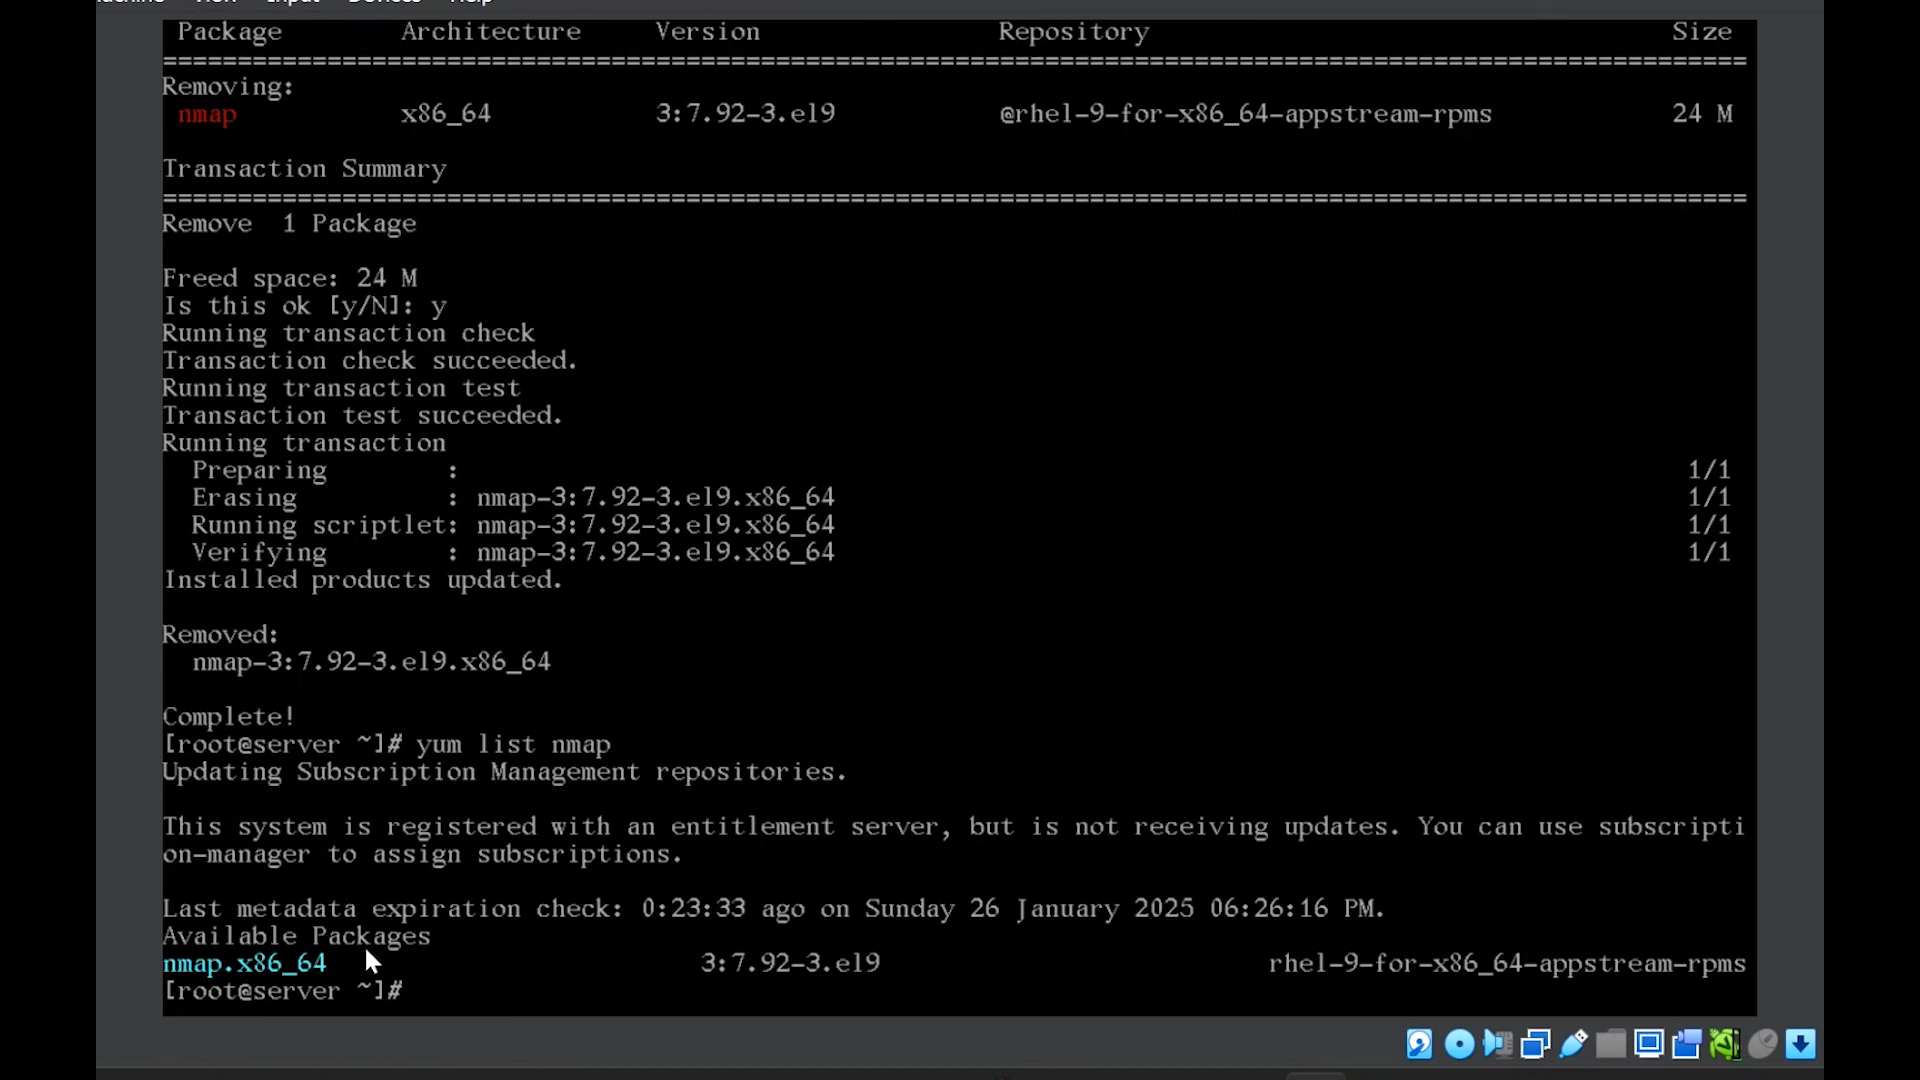 Machine View Input Devices Help
Package Architecture Version Repository Size
================================================================================
Removing:
nmap x86_64 3:7.92-3.el9 @rhel-9-for-x86_64-appstream-rpms 24 M
Transaction Summary
================================================================================
Remove 1 Package
Freed space: 24 M
Is this ok [y/N]: y
Running transaction check
Transaction check succeeded.
Running transaction test
Transaction test succeeded.
Running transaction
Preparing : 1/1
Erasing : nmap-3:7.92-3.el9.x86_64 1/1
Running scriptlet: nmap-3:7.92-3.el9.x86_64 1/1
Verifying : nmap-3:7.92-3.el9.x86_64 1/1
Installed products updated.
Removed:
nmap-3:7.92-3.el9.x86_64
Complete!
[root@server ~]# yum list nmap
Updating Subscription Management repositories.
This system is registered with an entitlement server, but is not receiving updates. You can use subscripti
on-manager to assign subscriptions.
Last metadata expiration check: 0:23:33 ago on Sunday 26 January 2025 06:26:16 PM.
Available Packages
nmap.x86_64 3:7.92-3.el9 rhel-9-for-x86_64-appstream-rpms
[root@server ~]#